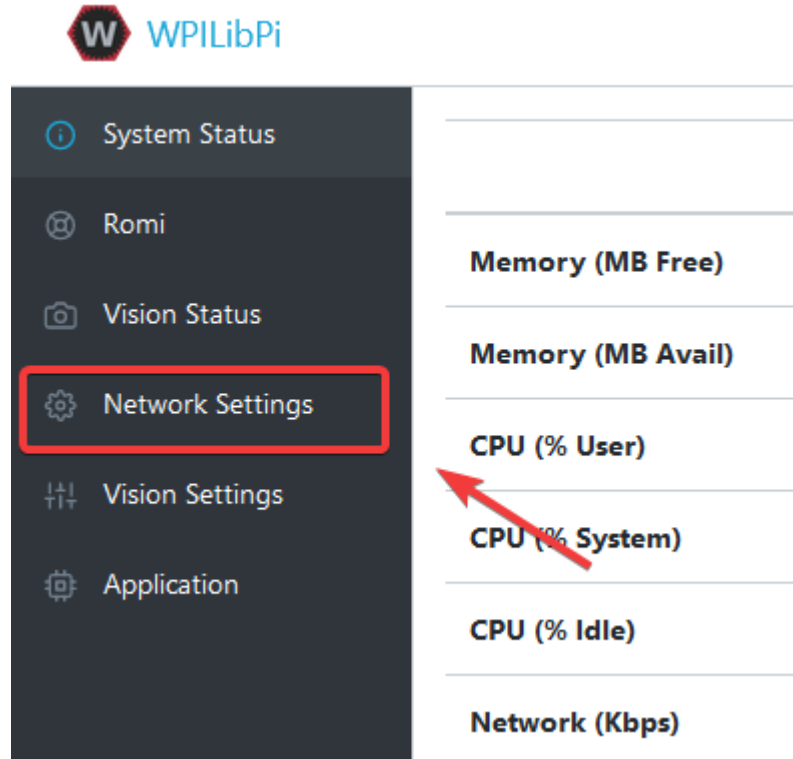 W WPILibPi
System Status
Romi
Vision Status
Network Settings
Vision Settings
Application
Memory (MB Free)
Memory (MB Avail)
CPU (% User)
CPU (% System)
CPU (% Idle)
Network (Kbps)